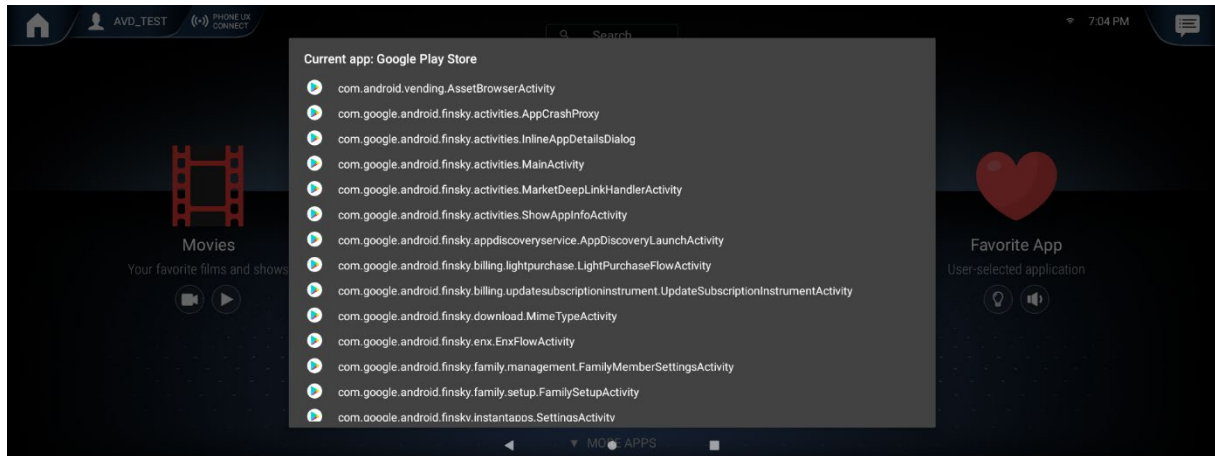 AVD_TEST
PHONE UX
CONNECT
Search
7:04 PM
Current app: Google Play Store
com.android.vending.AssetBrowserActivity
com.google.android.finsky.activities.AppCrashProxy
com.google.android.finsky.activities.InlineAppDetailsDialog
com.google.android.finsky.activities.MainActivity
com.google.android.finsky.activities.MarketDeepLinkHandlerActivity
com.google.android.finsky.activities.ShowAppInfoActivity
com.google.android.finsky.appdiscoveryservice.AppDiscoveryLaunchActivity
com.google.android.finsky.billing.lightpurchase.LightPurchaseFlowActivity
com.google.android.finsky.billing.updatesubscriptioninstrument.UpdateSubscriptionInstrumentActivity
com.google.android.finsky.download.MimeTypeActivity
com.google.android.finsky.enx.EnxFlowActivity
com.google.android.finsky.family.management.FamilyMemberSettingsActivity
com.google.android.finsky.family.setup.FamilySetupActivity
com.google.android.finsky.instantapps.SettingsActivity
Movies
Your favorite films and shows
Favorite App
User-selected application
MORE APPS